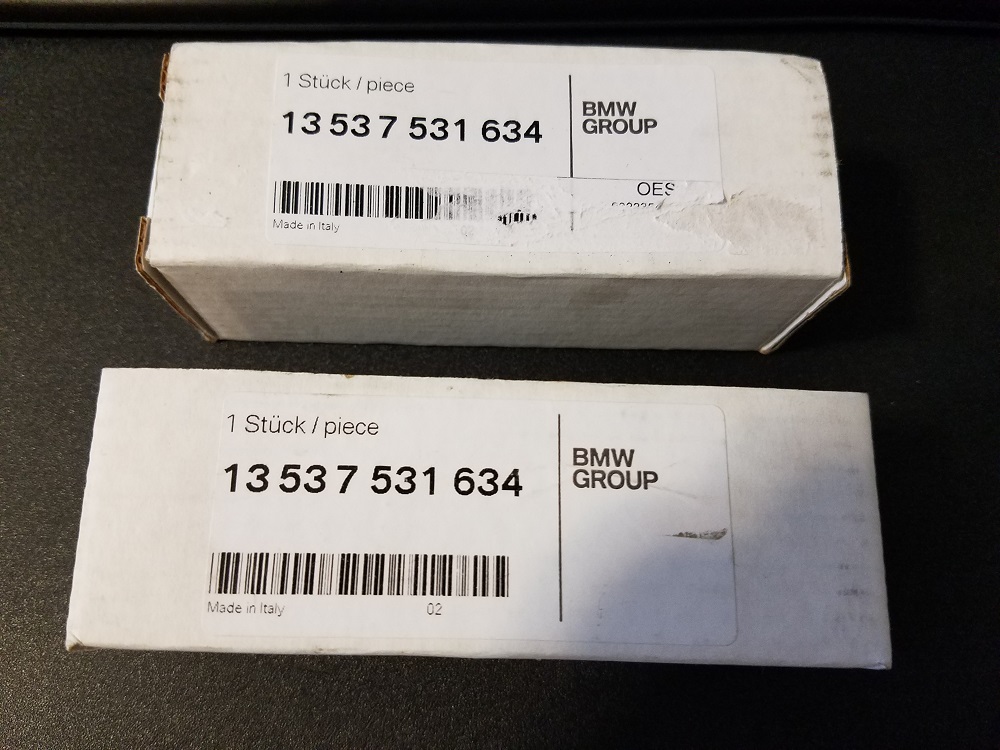 1 Stück / piece
13 53 7 531 634
BMW
GROUP
OES
Made in Italy
1 Stück / piece
13 53 7 531 634
BMW
GROUP
Made in Italy 02